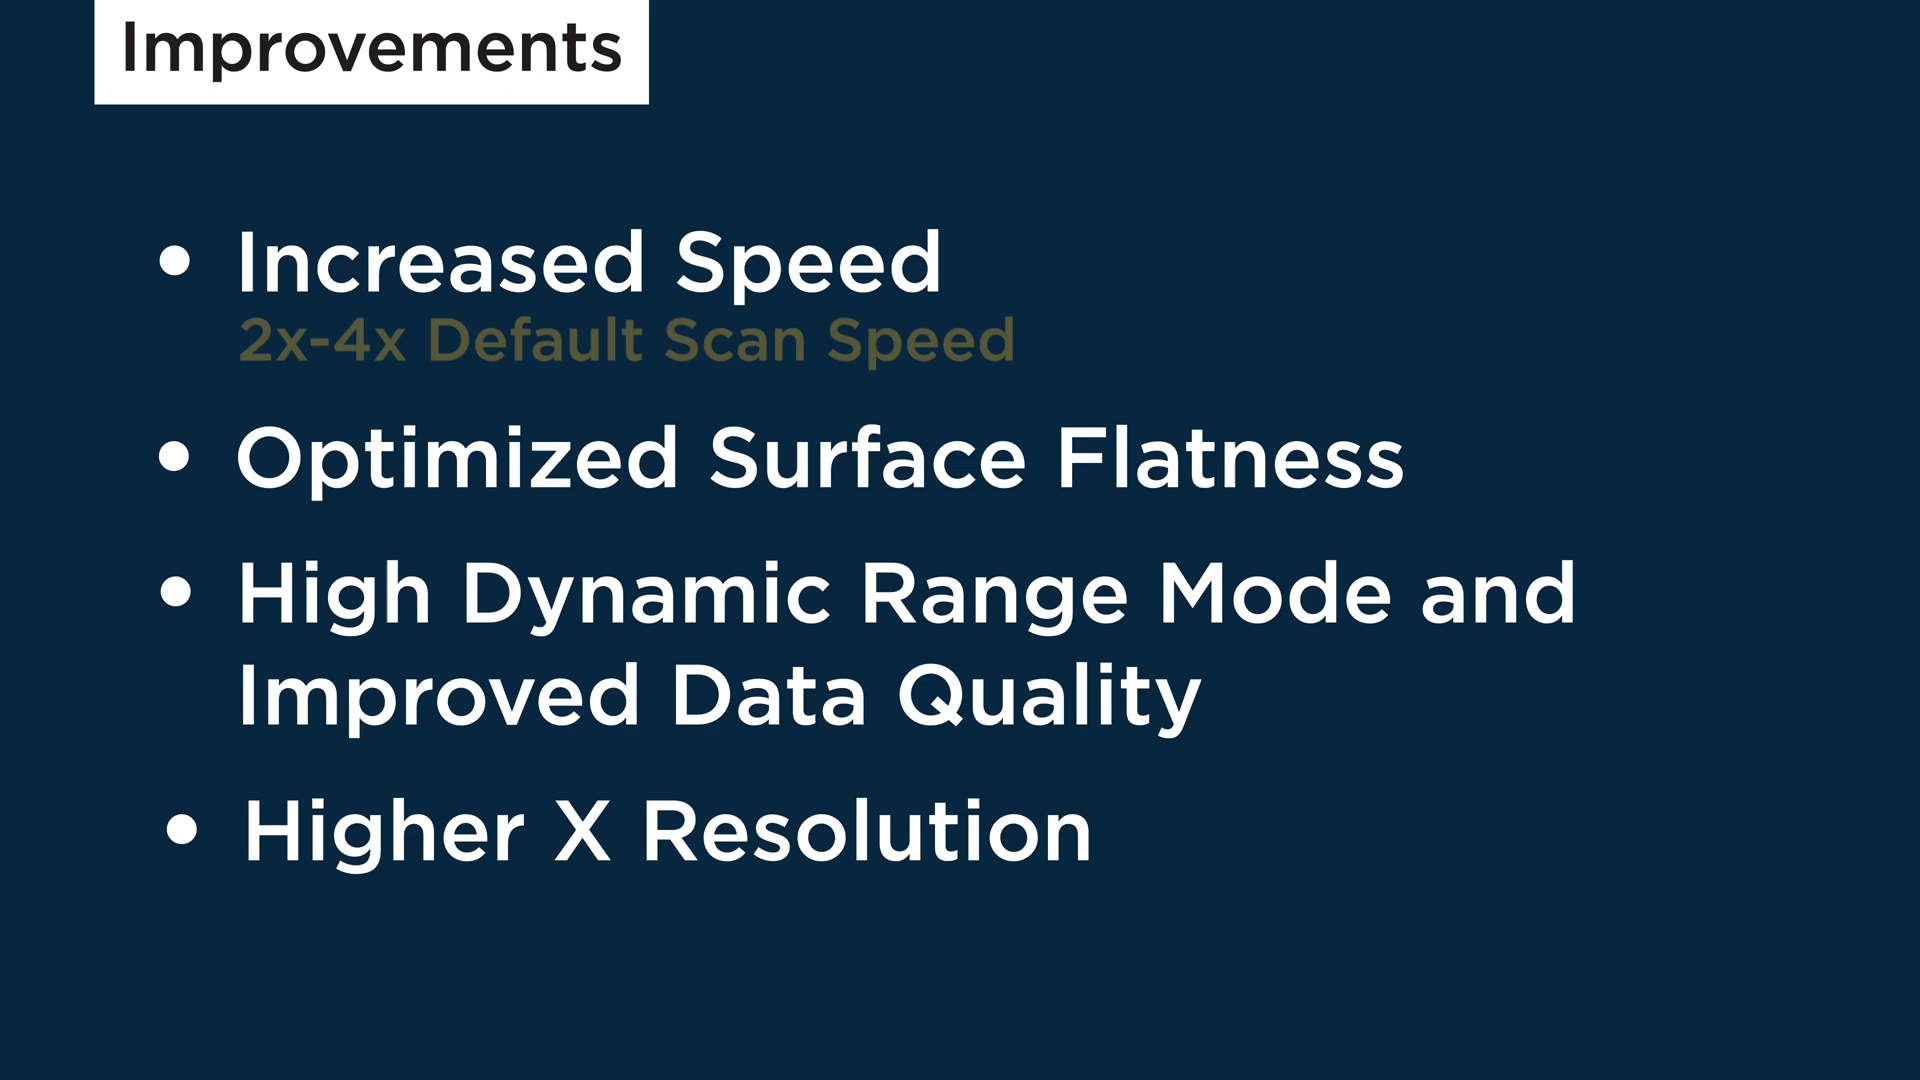 Improvements
• Increased Speed
2x-4x Default Scan Speed
• Optimized Surface Flatness
• High Dynamic Range Mode and
Improved Data Quality
• Higher X Resolution